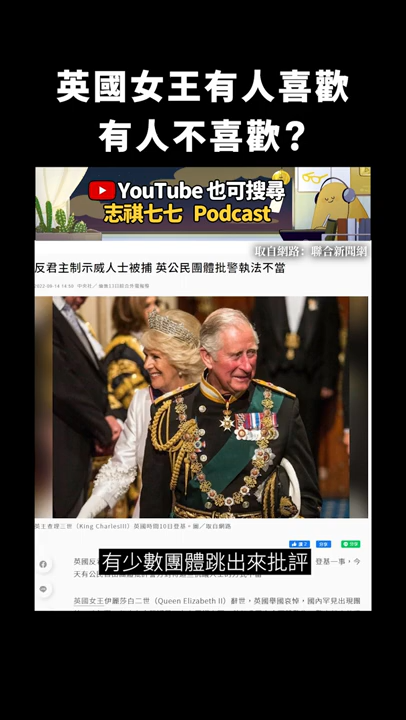 英國女王有人喜歡
有人不喜歡？
YouTube 也可搜尋
志祺七七 Podcast
取自網路：聯合新聞網
反君主制示威人士被捕 英公民團體批警執法不當
英王查理三世（King CharlesIII）英國時間10日登基。圖／取自網路
有少數團體跳出來批評
英國女王伊麗莎白二世（Queen Elizabeth II）辭世，英國舉國哀悼，國內罕見出現團